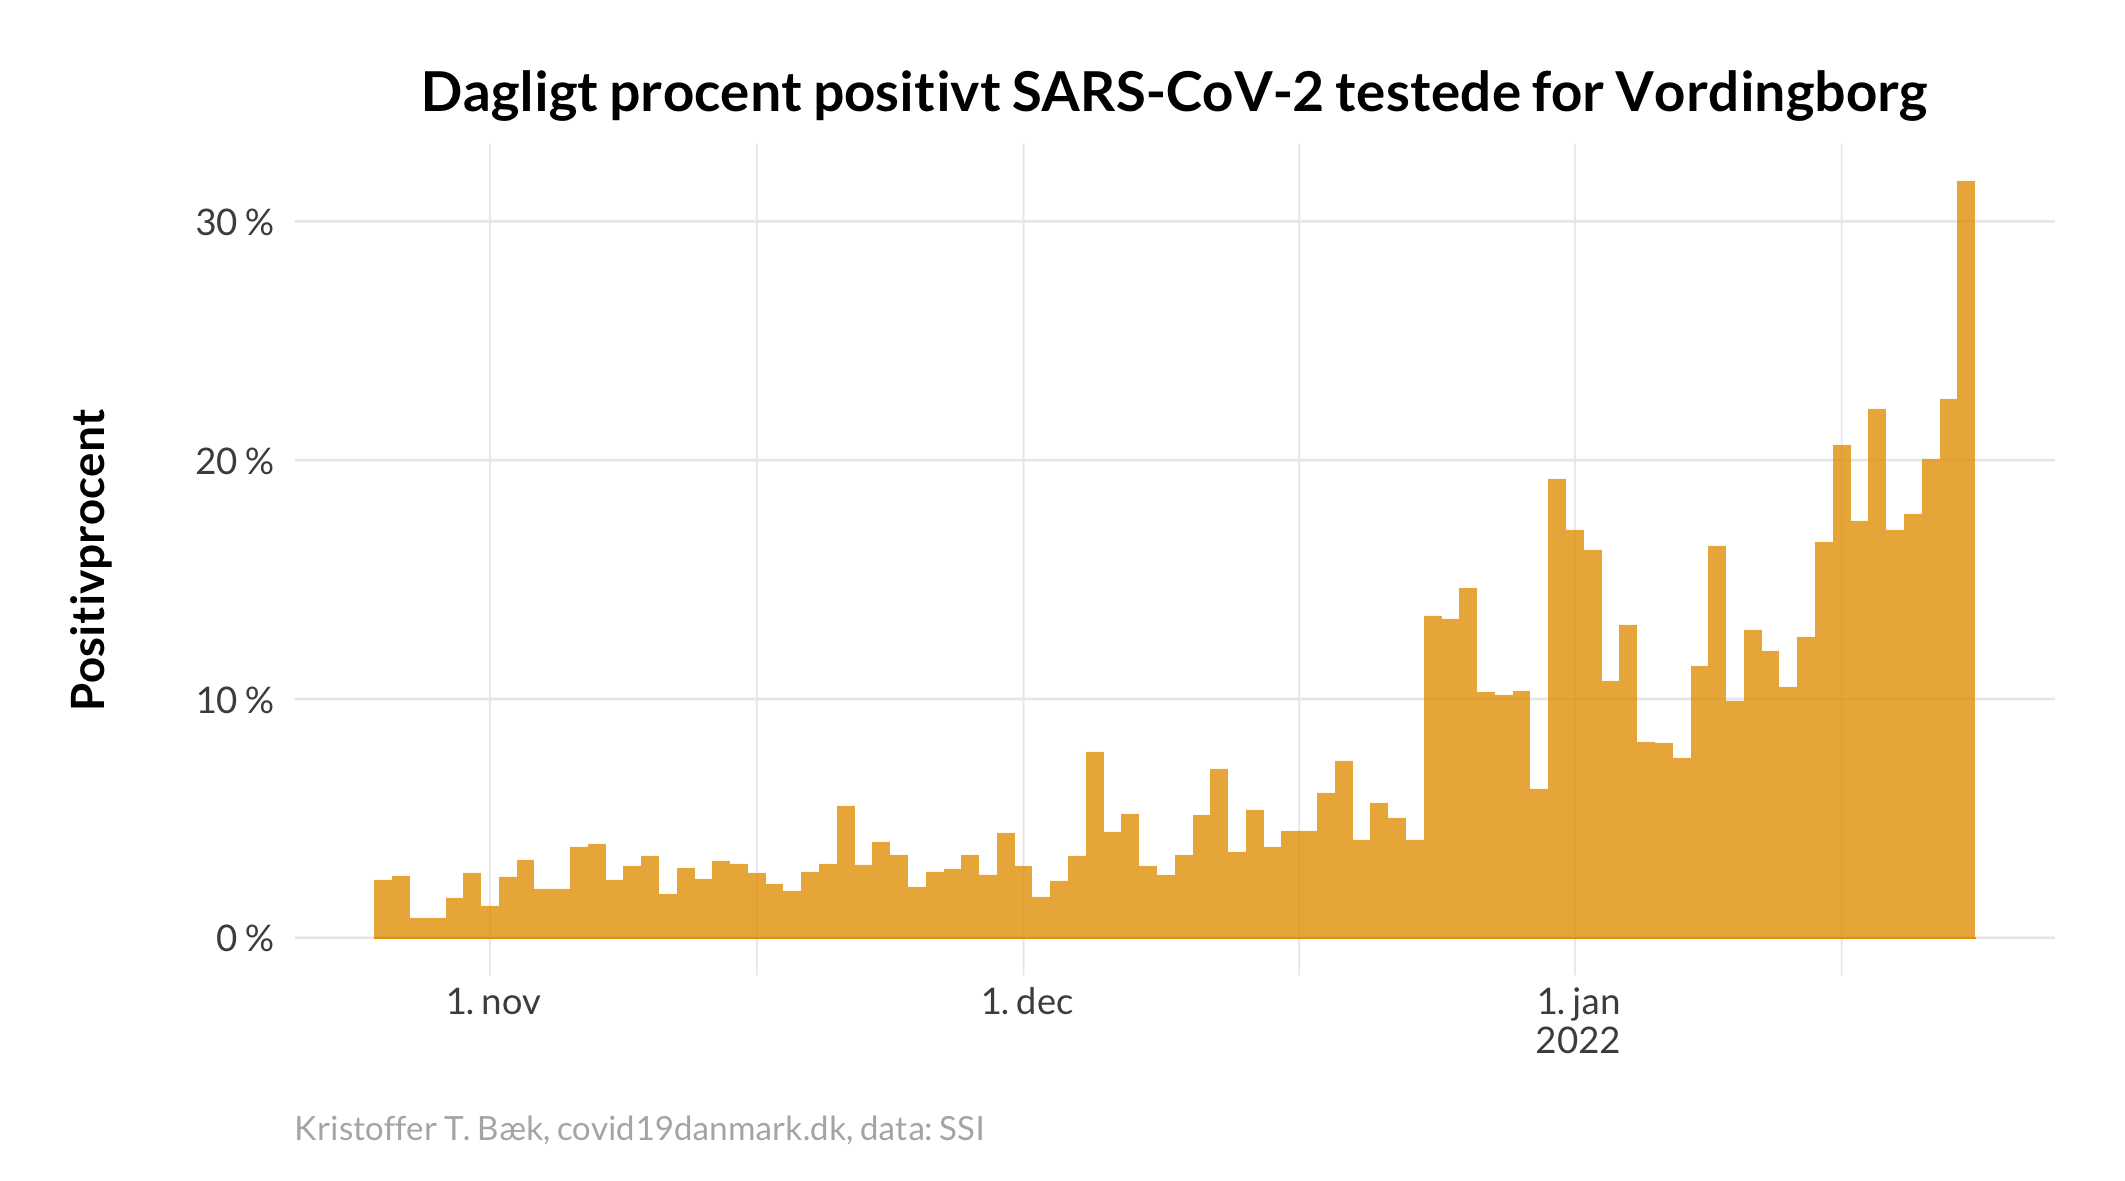 Dagligt procent positivt SARS-CoV-2 testede for Vordingborg
Positivprocent
30 %
20 %
10 %
0 %
1. nov
1. dec
1. jan
2022
Kristoffer T. Bæk, covid19danmark.dk, data: SSI